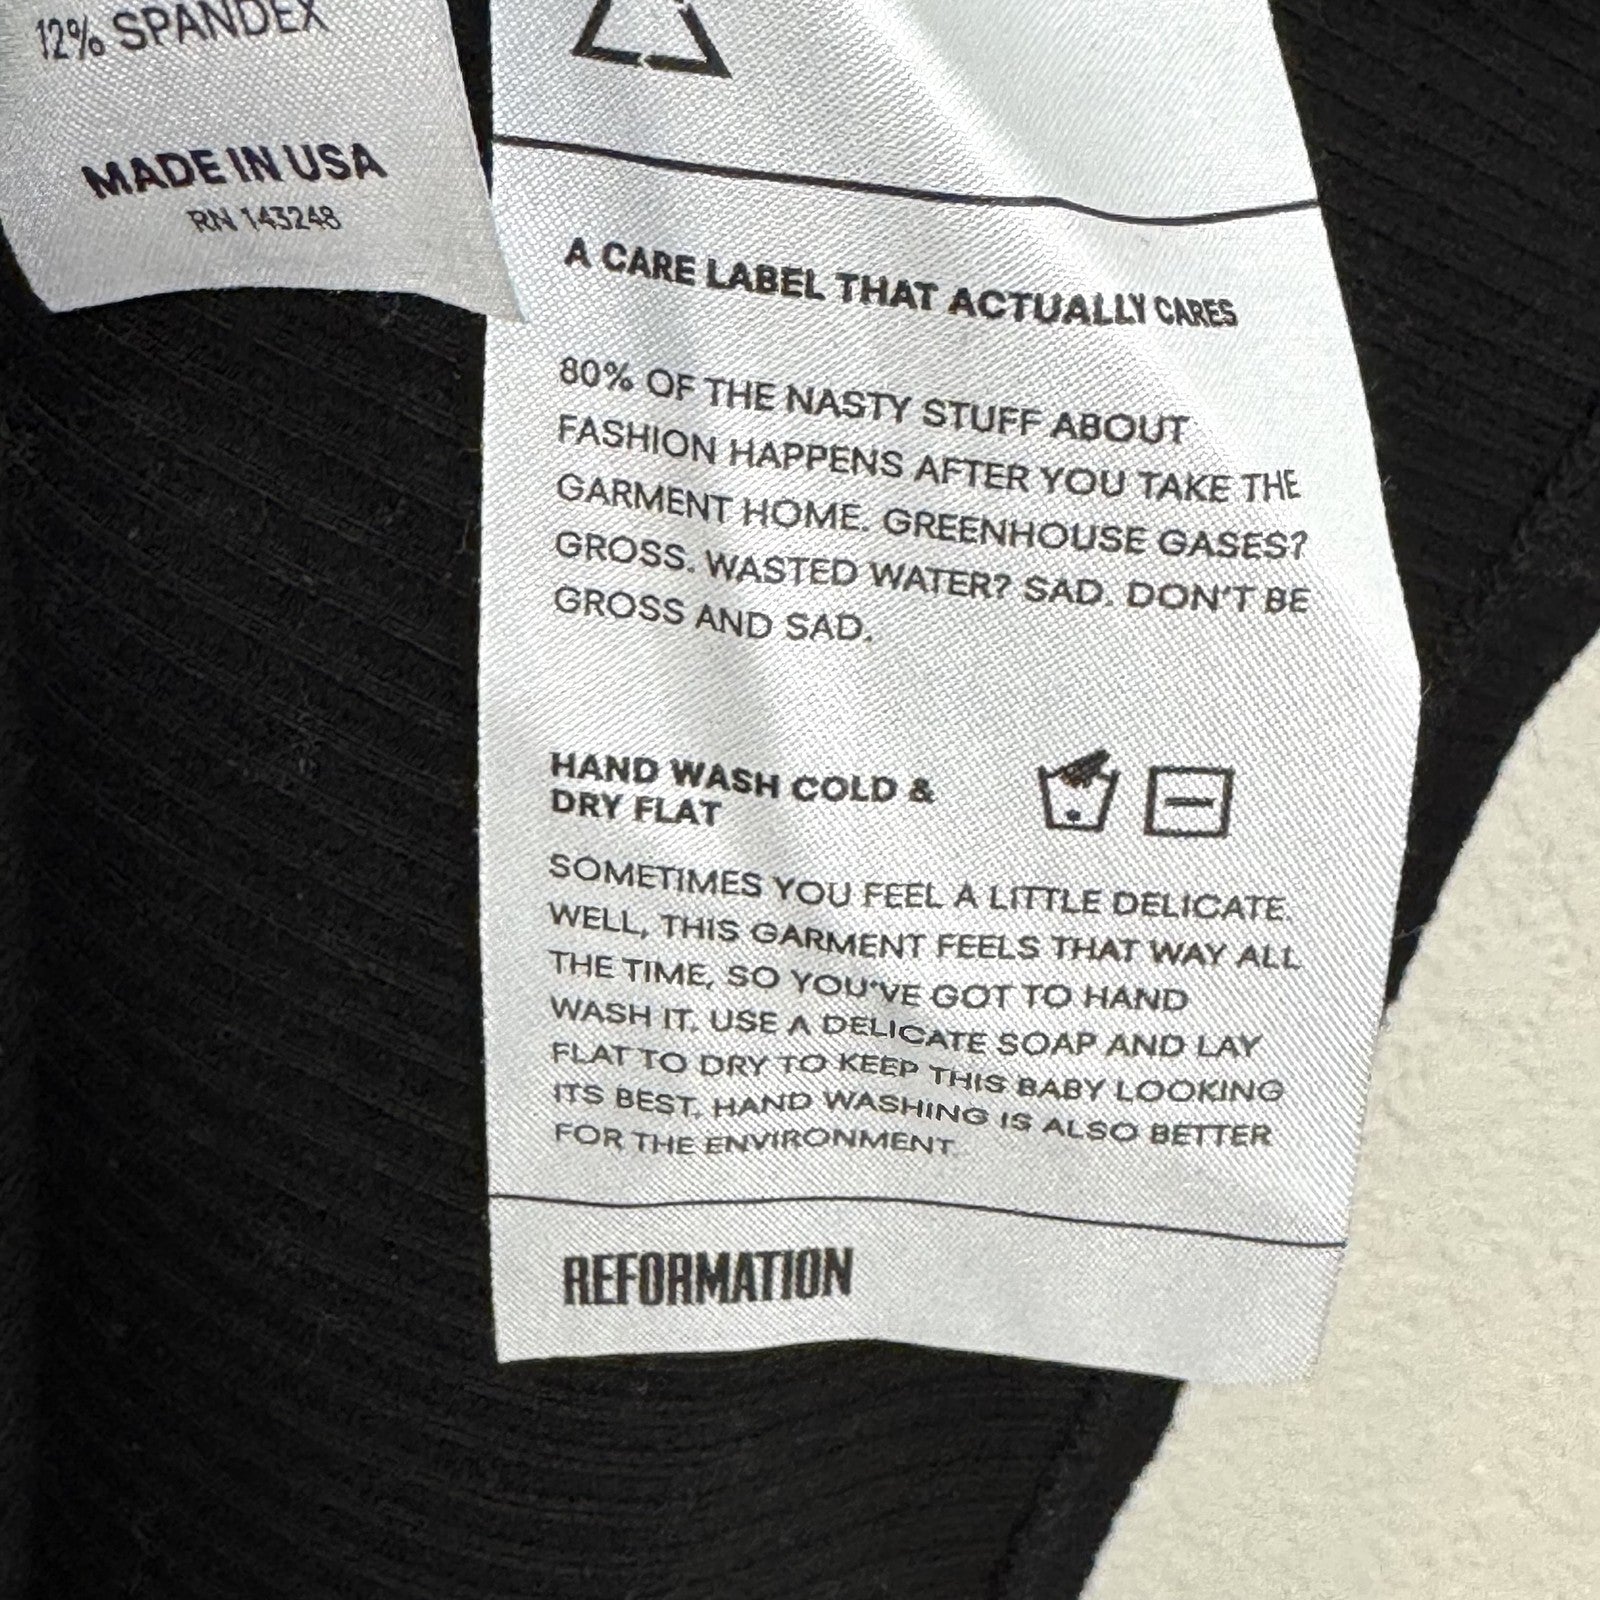 12% SPANDEX
MADE IN USA
RN 143248
A CARE LABEL THAT ACTUALLY CARES
80% OF THE NASTY STUFF ABOUT
FASHION HAPPENS AFTER YOU TAKE THE
GARMENT HOME. GREENHOUSE GASES?
GROSS. WASTED WATER? SAD. DON'T BE
GROSS AND SAD.
HAND WASH COLD &
DRY FLAT
SOMETIMES YOU FEEL A LITTLE DELICATE.
WELL, THIS GARMENT FEELS THAT WAY ALL
THE TIME, SO YOU'VE GOT TO HAND
WASH IT. USE A DELICATE SOAP AND LAY
FLAT TO DRY TO KEEP THIS BABY LOOKING
ITS BEST. HAND WASHING IS ALSO BETTER
FOR THE ENVIRONMENT.
REFORMATION